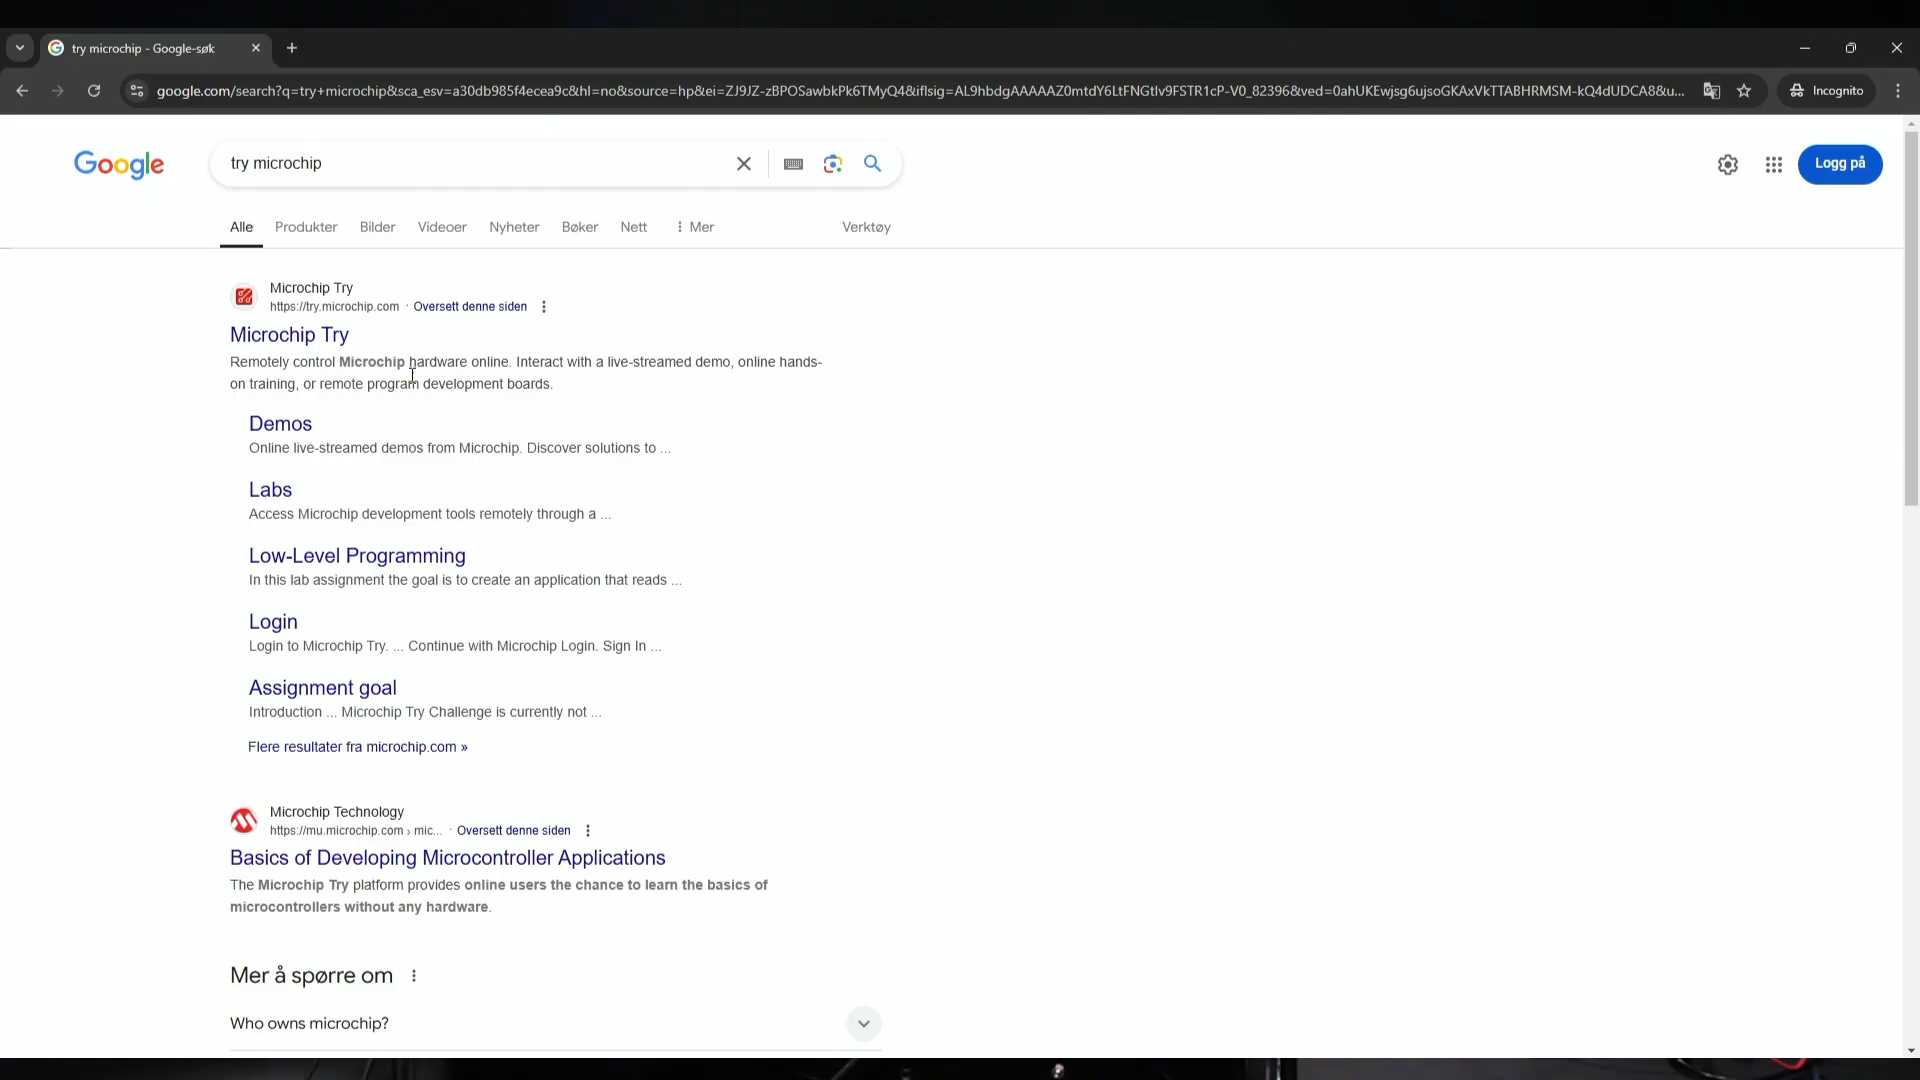 try microchip - Google-søk
google.com/search?q=try+microchip&sca_esv=a30db985f4ecea9c&hl=no&source=hp&ei=ZJ9JZ-zBPOSawbkPk6TMyQ4&iflsig=AL9hbdgAAAAAZ0mtdY6LtFNGtlv9FSTR1cP-V0_82396&ved=0ahUKEwjsg6ujsoGKAxVkTTABHRMSM-kQ4dUDCA8&u...
Incognito
Google
try microchip
Logg på
Alle Produkter Bilder Videoer Nyheter Bøker Nett Mer Verktøy
Microchip Try
https://try.microchip.com · Oversett denne siden
Microchip Try
Remotely control Microchip hardware online. Interact with a live-streamed demo, online hands-
on training, or remote program development boards.
Demos
Online live-streamed demos from Microchip. Discover solutions to ...
Labs
Access Microchip development tools remotely through a ...
Low-Level Programming
In this lab assignment the goal is to create an application that reads ...
Login
Login to Microchip Try. ... Continue with Microchip Login. Sign In ...
Assignment goal
Introduction ... Microchip Try Challenge is currently not ...
Flere resultater fra microchip.com »
Microchip Technology
https://mu.microchip.com › mic... · Oversett denne siden
Basics of Developing Microcontroller Applications
The Microchip Try platform provides online users the chance to learn the basics of
microcontrollers without any hardware.
Mer å spørre om
Who owns microchip?